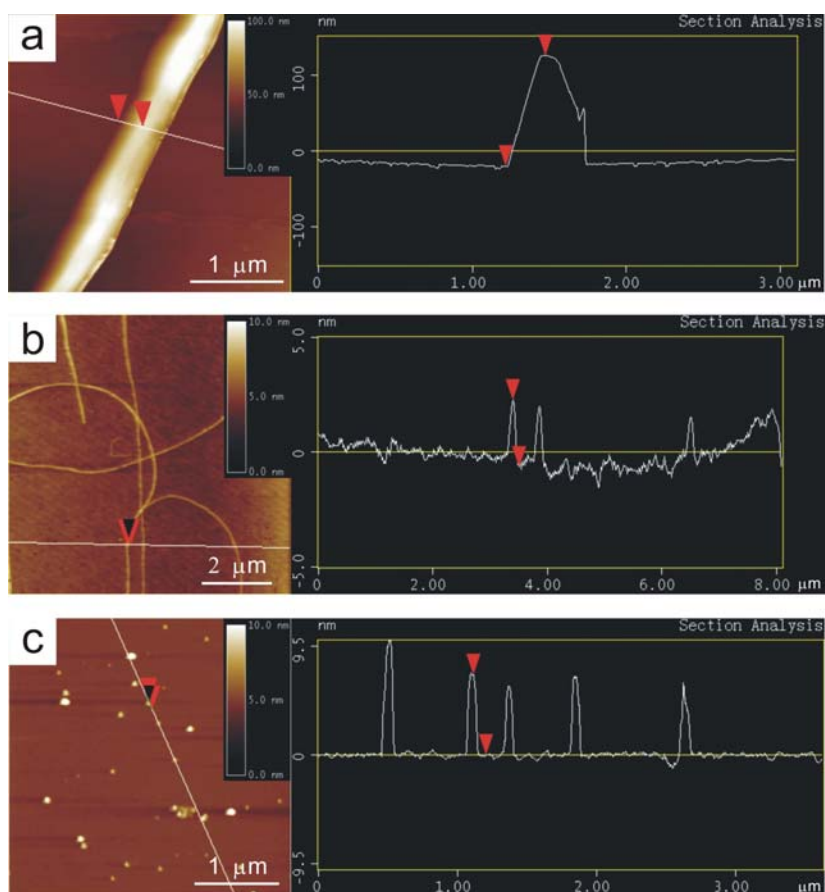 a
100.0 nm
50.0 nm
0.0 nm
1 μm
nm
Section Analysis
100
0
-100
0
1.00
2.00
3.00
μm
b
10.0 nm
5.0 nm
0.0 nm
2 μm
nm
Section Analysis
5.0
0
-5.0
0
2.00
4.00
6.00
8.00
μm
c
10.0 nm
5.0 nm
0.0 nm
1 μm
nm
Section Analysis
9.5
0
-9.5
0
1.00
2.00
3.00
μm